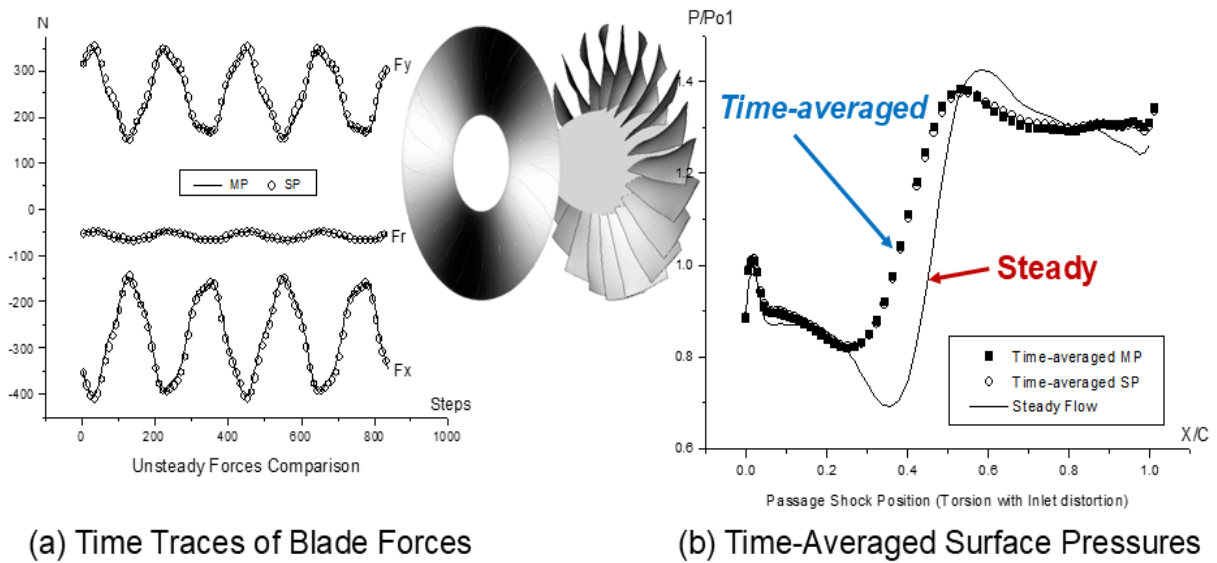 N
300
200
100
0
-100
-200
-300
-400
Fy
MP SP
Fr
Fx
Steps
0 200 400 600 800 1000
Unsteady Forces Comparison
(a) Time Traces of Blade Forces
P/Po1
1.4
1.2
1.0
0.8
0.6
Time-averaged
Steady
Time-averaged MP
Time-averaged SP
Steady Flow
X/C
0.0 0.2 0.4 0.6 0.8 1.0
Passage Shock Position (Torsion with Inlet distortion)
(b) Time-Averaged Surface Pressures